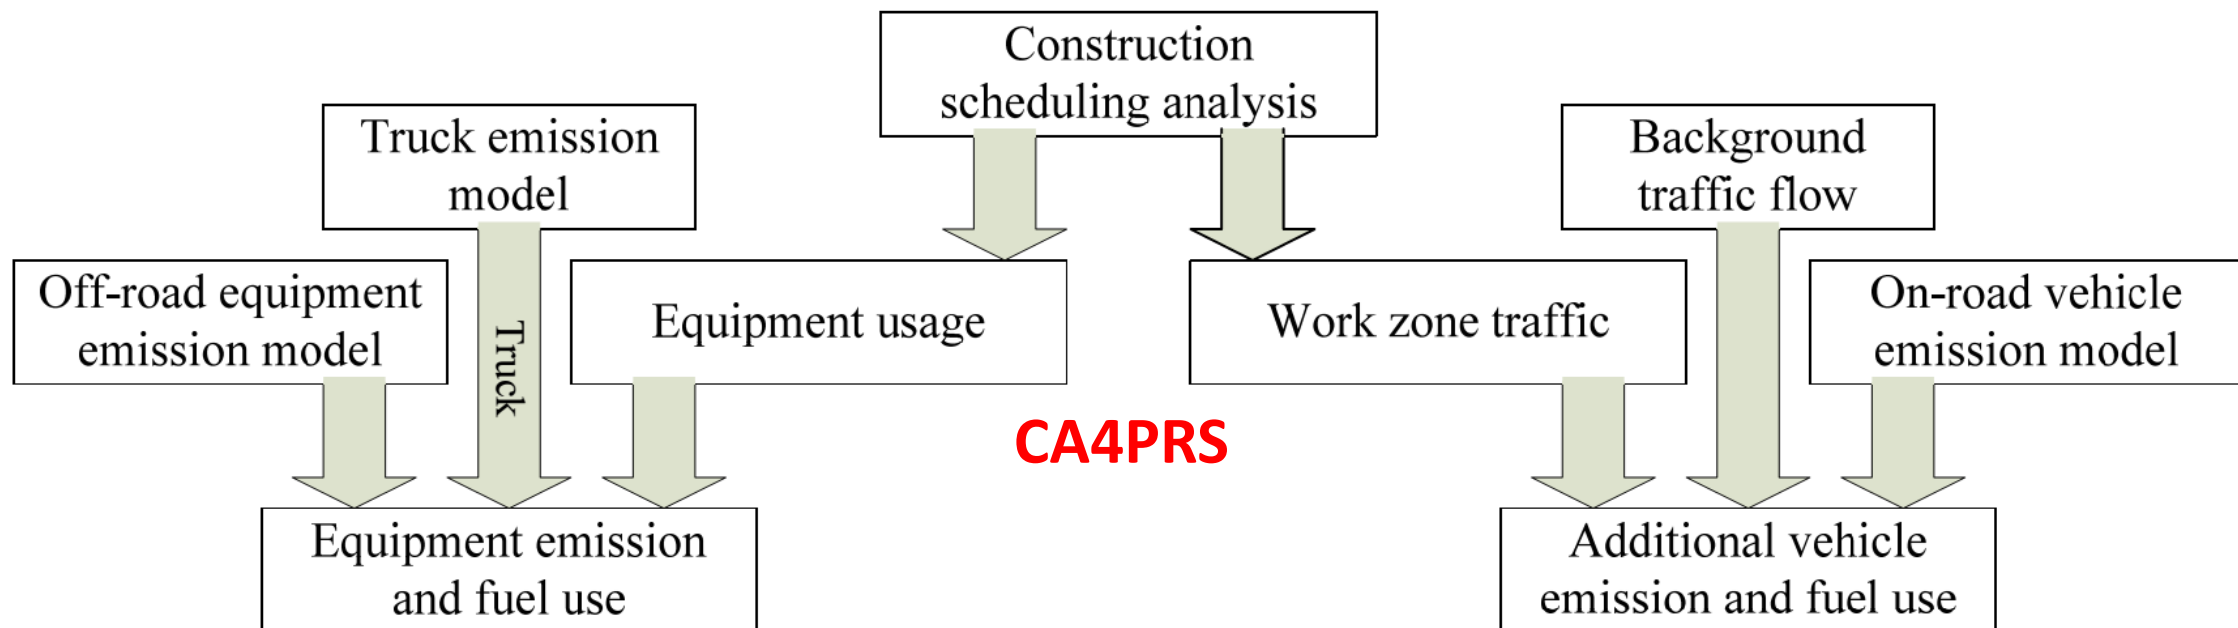 Construction
scheduling analysis
Truck emission
model
Background
traffic flow
Off-road equipment
emission model
Truck
Equipment usage
Work zone traffic
On-road vehicle
emission model
CA4PRS
Equipment emission
and fuel use
Additional vehicle
emission and fuel use